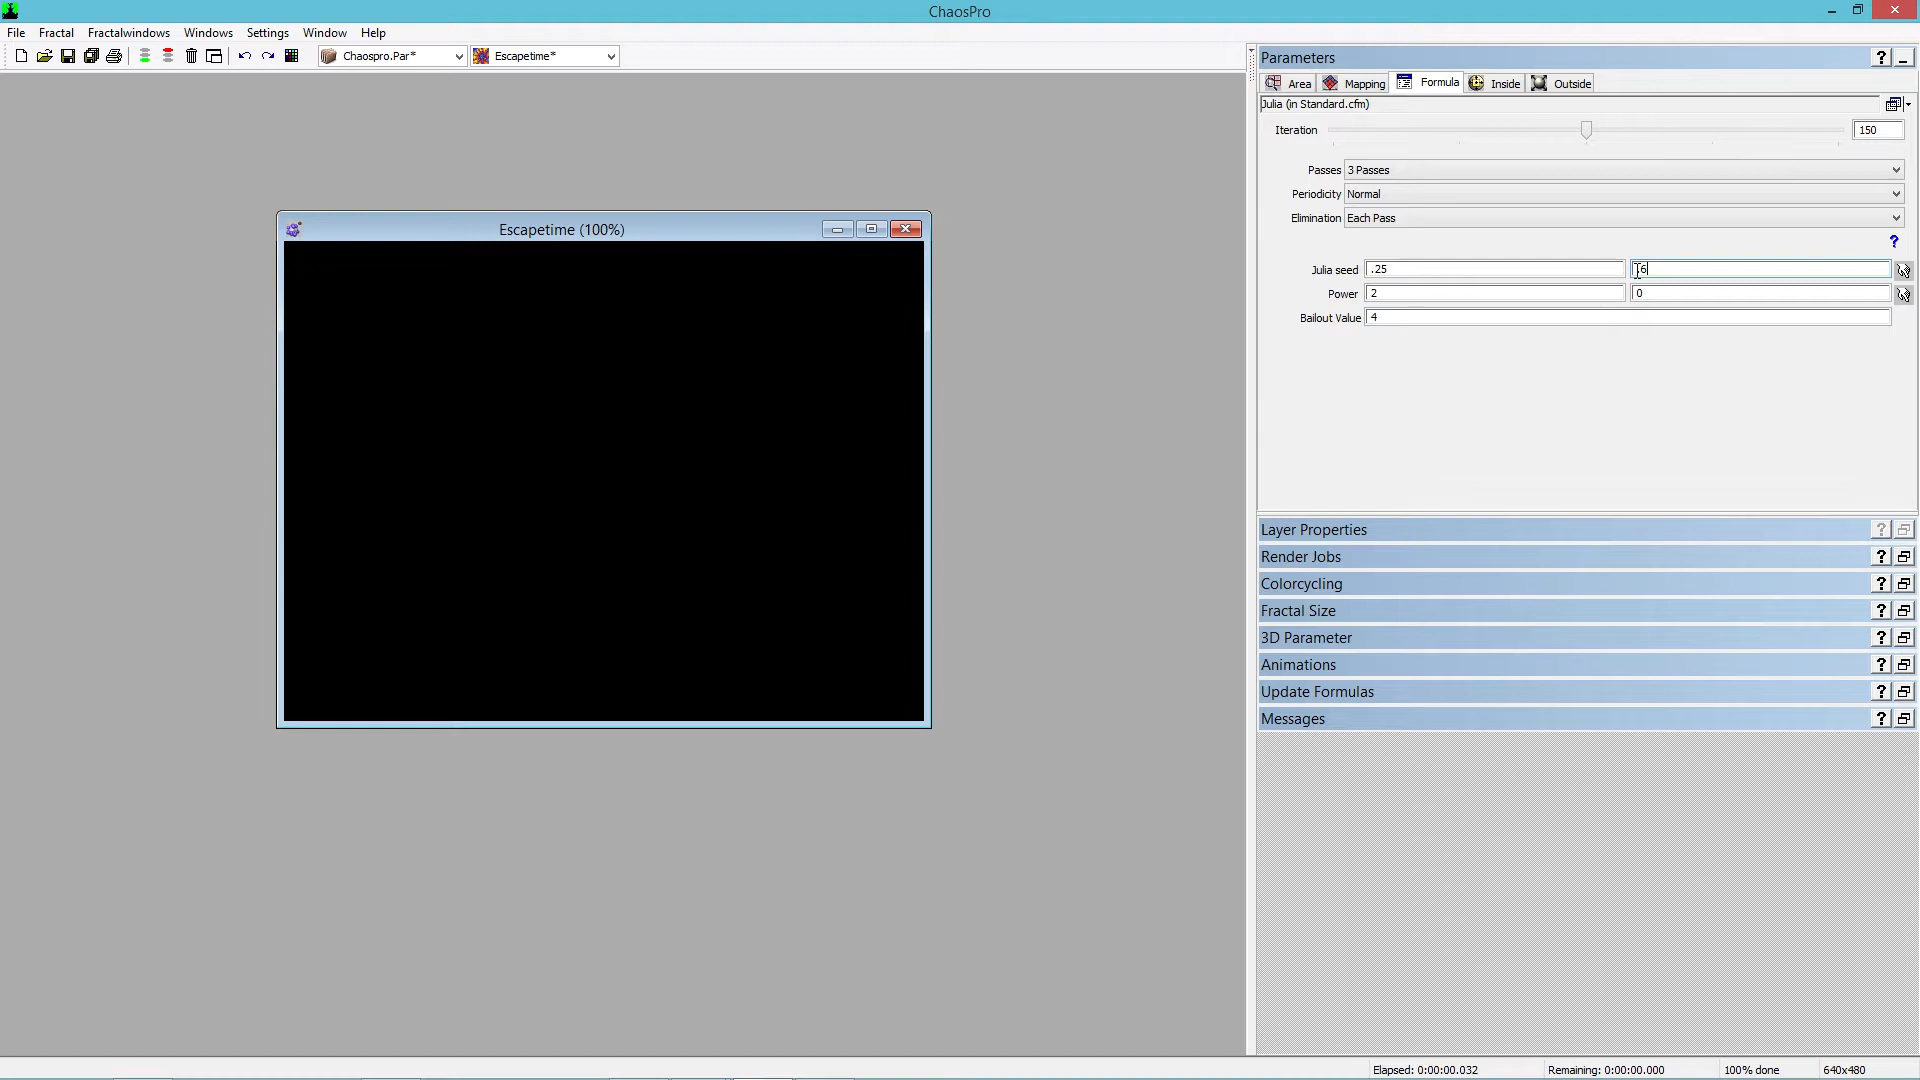 ChaosPro
File Fractal Fractalwindows Windows Settings Window Help
Chaospro.Par* Escapetime*
Parameters
Area Mapping Formula Inside Outside
Julia (in Standard.cfm)
Iteration 150
Passes 3 Passes
Periodicity Normal
Elimination Each Pass
Julia seed .25 .6
Power 2 0
Bailout Value 4
Escapetime (100%)
Layer Properties
Render Jobs
Colorcycling
Fractal Size
3D Parameter
Animations
Update Formulas
Messages
Elapsed: 0:00:00.032 Remaining: 0:00:00.000 100% done 640x480